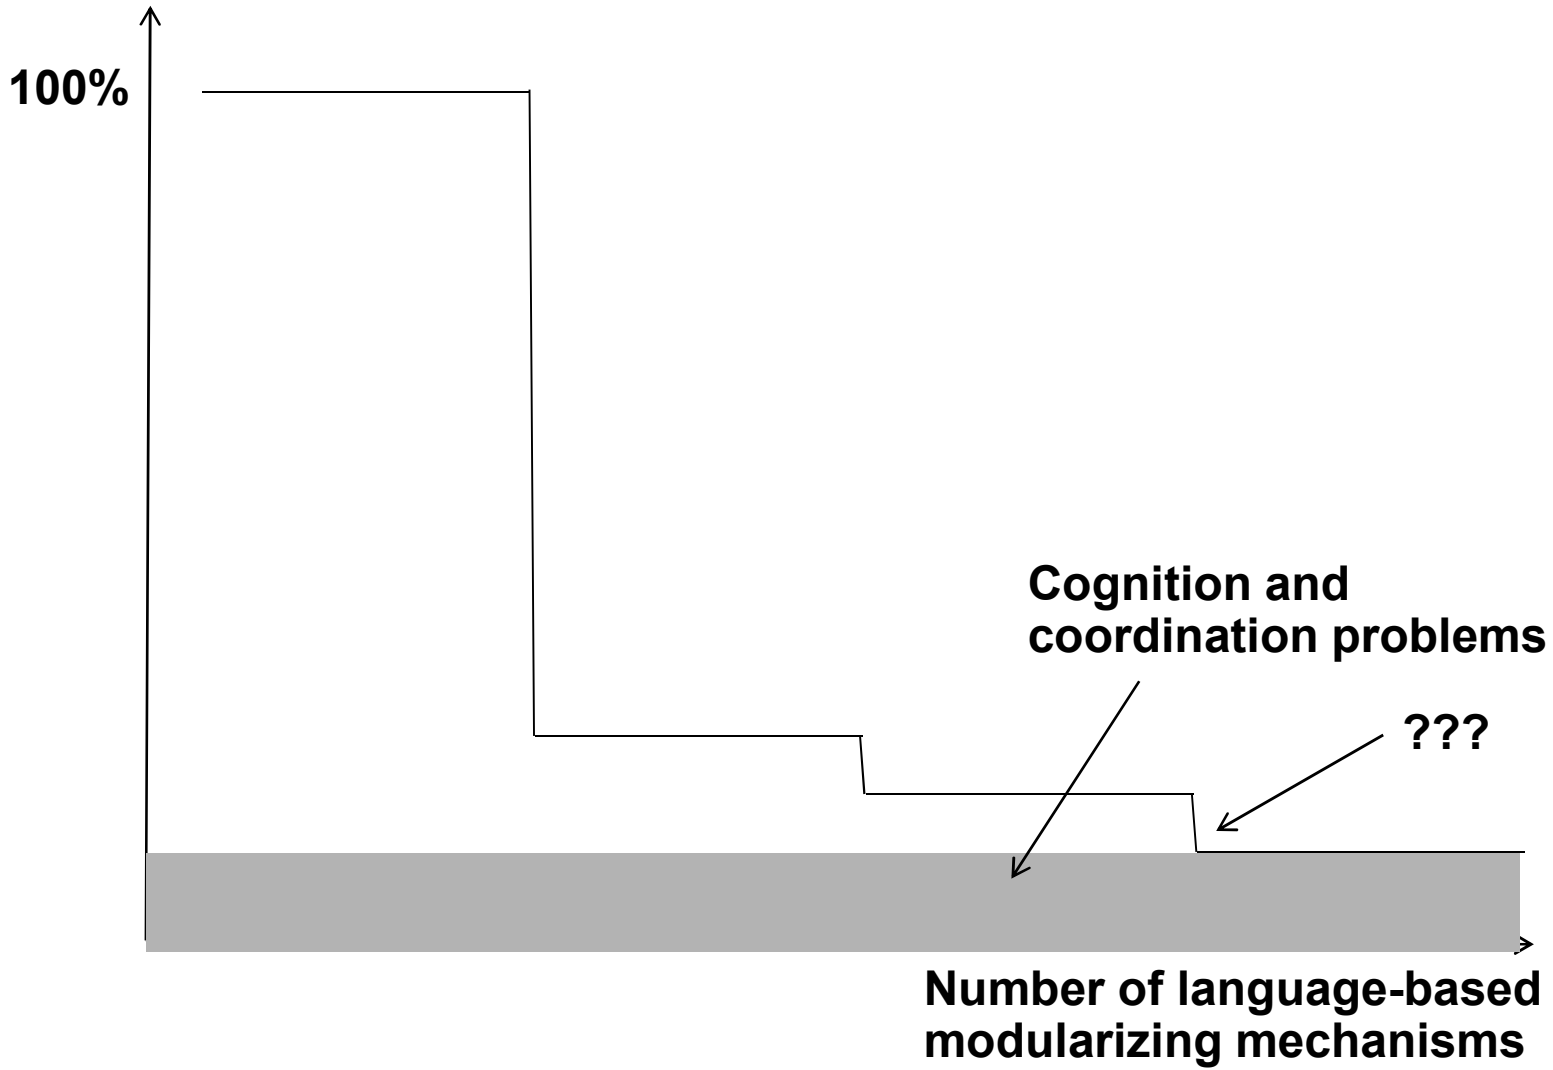 100%
Cognition and
coordination problems
???
Number of language-based
modularizing mechanisms